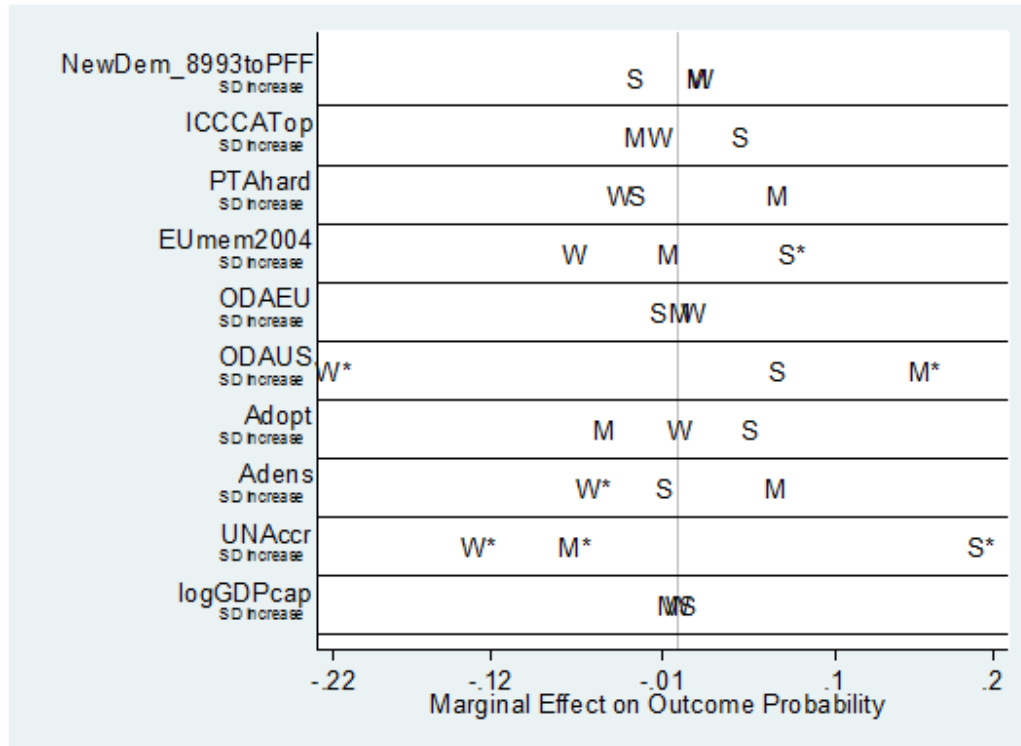 NewDem_8993toPFF
SD increase
S MW
ICCCATop
SD increase
M W S
PTAhard
SD increase
WS M
EUmem2004
SD increase
W M S*
ODAEU
SD increase
S MW
ODAUS
SD increase
W* S M*
Adopt
SD increase
M W S
Adens
SD increase
W* S M
UNAccr
SD increase
W* M* S*
logGDPcap
SD increase
MWS
-.22 -.12 -.01 .1 .2
Marginal Effect on Outcome Probability